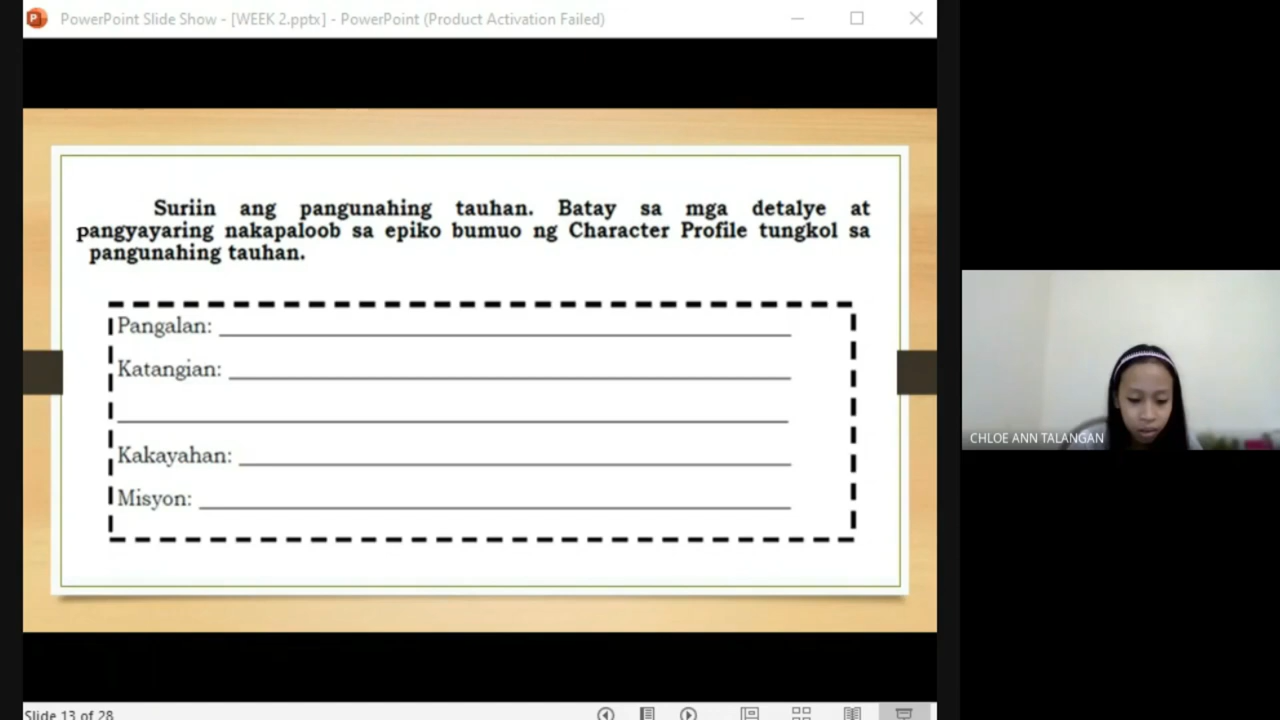 PowerPoint Slide Show - [WEEK 2.pptx] - PowerPoint (Product Activation Failed)
Suriin ang pangunahing tauhan. Batay sa mga detalye at
pangyayaring nakapaloob sa epiko bumuo ng Character Profile tungkol sa
pangunahing tauhan.
Pangalan:
Katangian:
Kakayahan:
Misyon:
CHLOE ANN TALANGAN
Slide 13 of 28